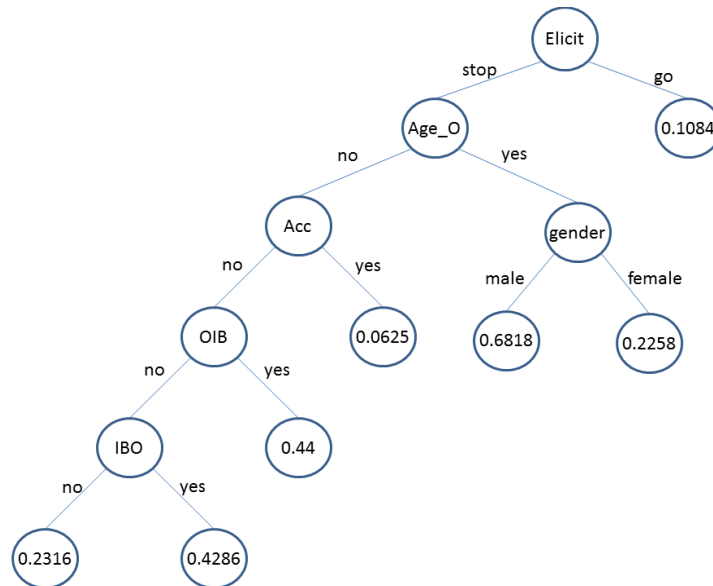 Elicit
stop
go
Age_O
0.1084
no
yes
Acc
gender
no
yes
male
female
OIB
0.0625
0.6818
0.2258
no
yes
IBO
0.44
no
yes
0.2316
0.4286